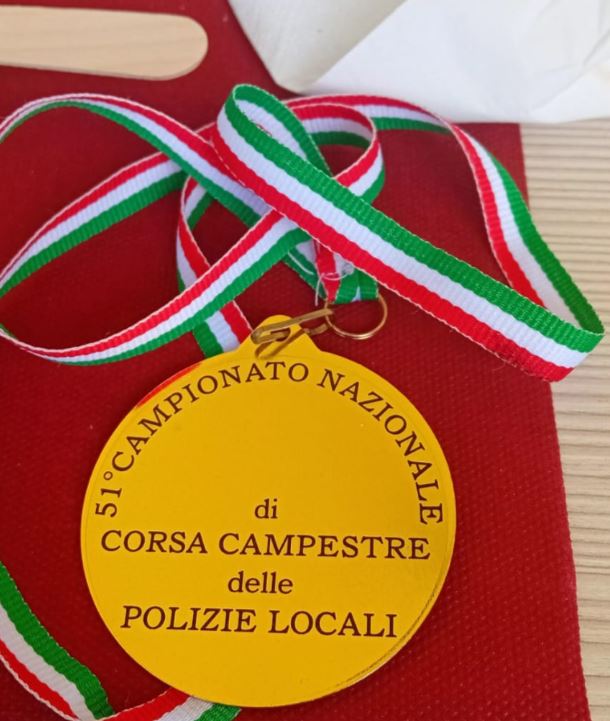 51° CAMPIONATO NAZIONALE
di
CORSA CAMPESTRE
delle
POLIZIE LOCALI